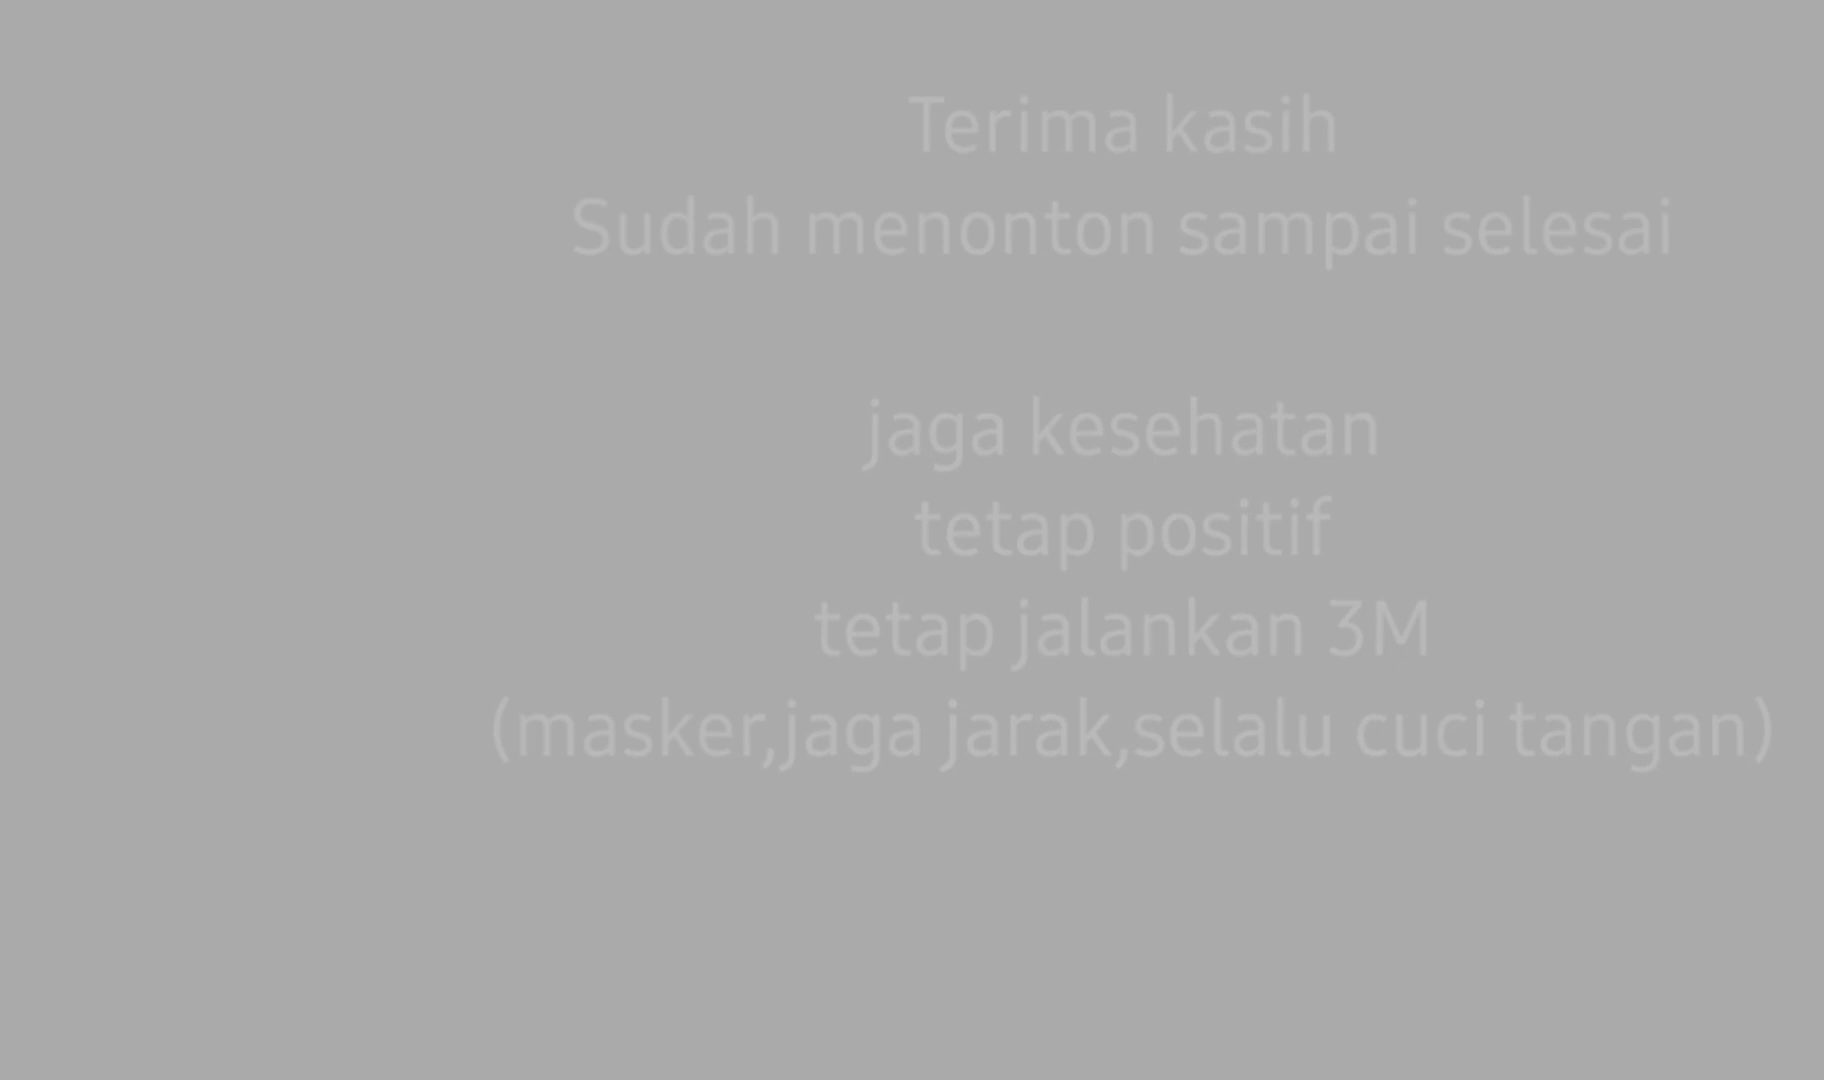 Terima kasih
Sudah menonton sampai selesai
jaga kesehatan
tetap positif
tetap jalankan 3M
(masker,jaga jarak,selalu cuci tangan)